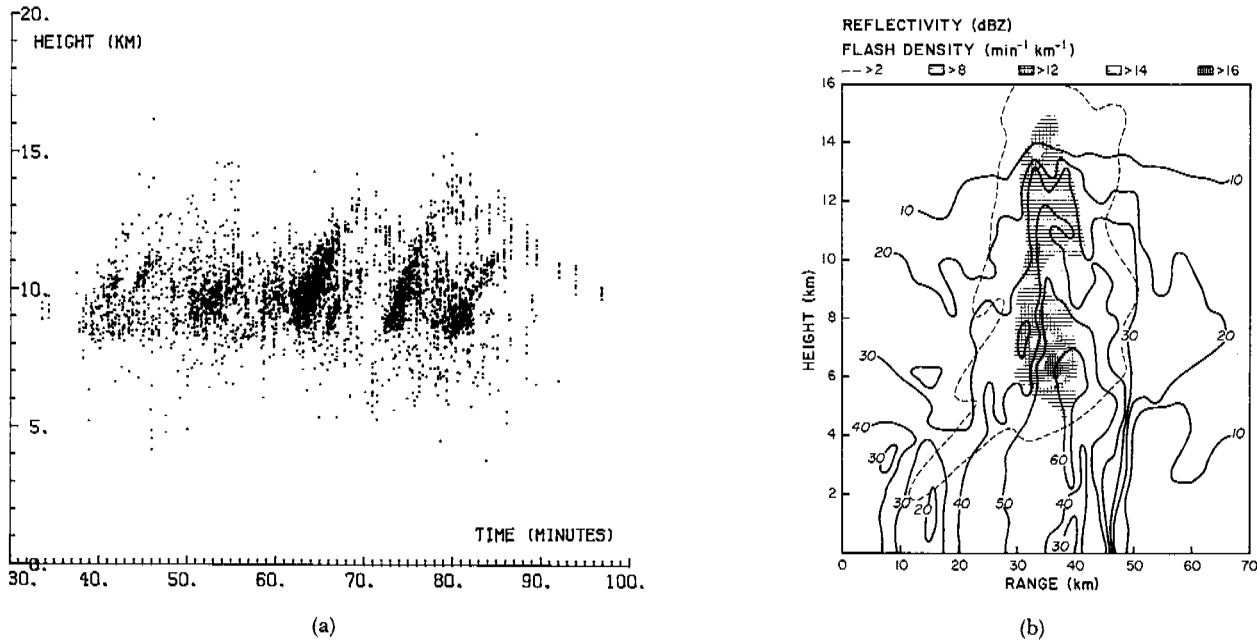 20.
HEIGHT (KM)
15.
10.
5.
0.
TIME (MINUTES)
30. 40. 50. 60. 70. 80. 90. 100.
(a)
REFLECTIVITY (dBZ)
FLASH DENSITY (min⁻¹ km⁻¹)
>2 >8 >12 >14 >16
16
14
12
10
8
6
4
2
HEIGHT (km)
10
10
20
30
20
30
40
10
30
60
30
20
40
50
40
30
0 10 20 30 40 50 60 70
RANGE (km)
(b)